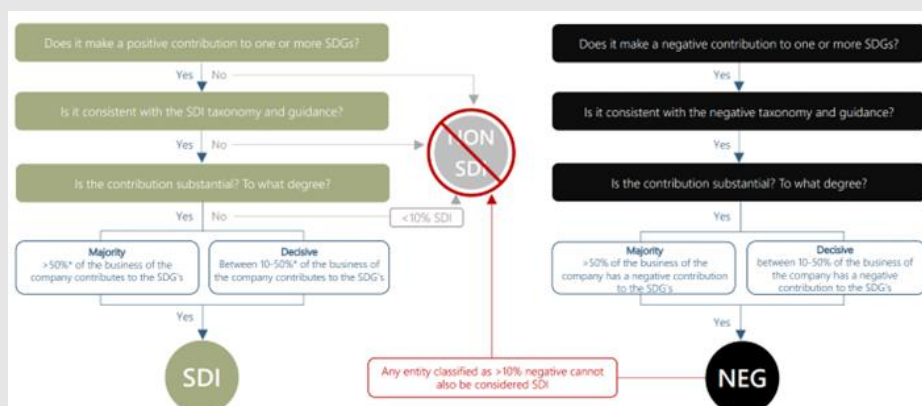 Does it make a positive contribution to one or more SDGs?
Yes No
Is it consistent with the SDI taxonomy and guidance?
Yes No
Is the contribution substantial? To what degree?
Yes No
<10% SDI
Majority
>50%* of the business of the
company contributes to the SDG's
Decisive
Between 10-50%* of the business of
the company contributes to the SDG's
Yes
SDI
NON
SDI
Does it make a negative contribution to one or more SDGs?
Yes
Is it consistent with the negative taxonomy and guidance?
Yes
Is the contribution substantial? To what degree?
Yes
Majority
>50% of the business of the
company has a negative contribution
to the SDG's
Decisive
between 10-50% of the business of
the company has a negative
contribution to the SDG's
Yes
NEG
Any entity classified as >10% negative cannot
also be considered SDI